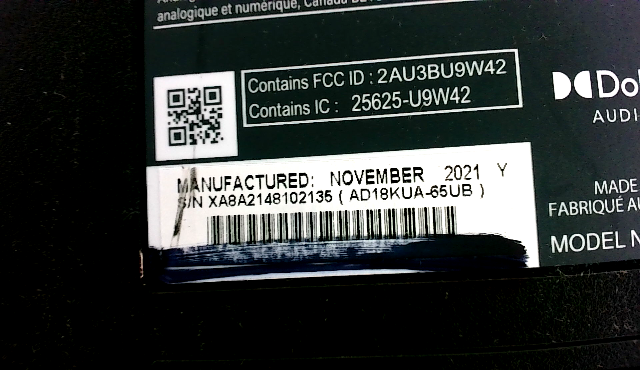 analogique et numérique, Canada
Contains FCC ID : 2AU3BU9W42
Contains IC : 25625-U9W42
AUDI
MANUFACTURED: NOVEMBER 2021 Y
S/N XA8A2148102135 ( AD18KUA-65UB )
MADE
FABRIQUÉ
MODEL